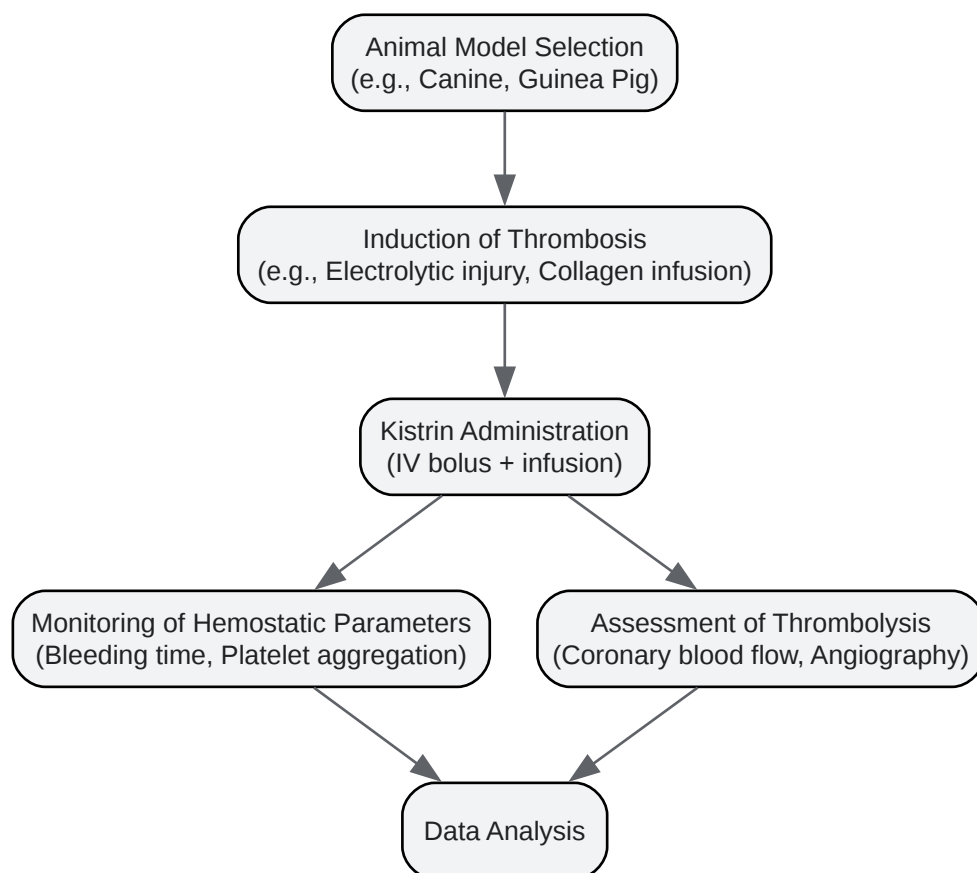 Animal Model Selection
(e.g., Canine, Guinea Pig)
Induction of Thrombosis
(e.g., Electrolytic injury, Collagen infusion)
Kistrin Administration
(IV bolus + infusion)
Monitoring of Hemostatic Parameters
(Bleeding time, Platelet aggregation)
Assessment of Thrombolysis
(Coronary blood flow, Angiography)
Data Analysis